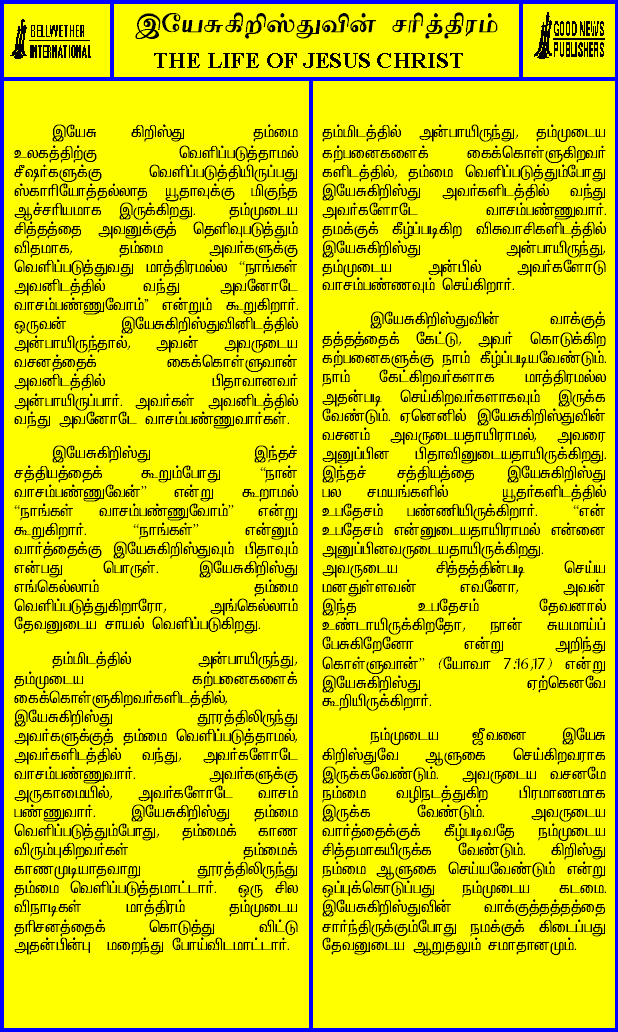 BELLWETHER
INTERNATIONAL
இயேசுகிறிஸ்துவின் சரித்திரம்
THE LIFE OF JESUS CHRIST
GOOD NEWS
PUBLISHERS
இயேசு கிறிஸ்து தம்மை
உலகத்திற்கு வெளிப்படுத்தாமல்
சீஷர்களுக்கு வெளிப்படுத்தியிருப்பது
ஸ்காரியோத்தல்லாத யூதாவுக்கு மிகுந்த
ஆச்சரியமாக இருக்கிறது. தம்முடைய
சித்தத்தை அவனுக்குத் தெளிவுபடுத்தும்
விதமாக, தம்மை அவர்களுக்கு
வெளிப்படுத்துவது மாத்திரமல்ல “நாங்கள்
அவனிடத்தில் வந்து அவனோடே
வாசம்பண்ணுவோம்” என்றும் கூறுகிறார்.
ஒருவன் இயேசுகிறிஸ்துவினிடத்தில்
அன்பாயிருந்தால், அவன் அவருடைய
வசனத்தைக் கைக்கொள்ளுவான்
அவனிடத்தில் பிதாவானவர்
அன்பாயிருப்பார். அவர்கள் அவனிடத்தில்
வந்து அவனோடே வாசம்பண்ணுவார்கள்.
இயேசுகிறிஸ்து இந்தச்
சத்தியத்தைக் கூறும்போது “நான்
வாசம்பண்ணுவேன்” என்று கூறாமல்
“நாங்கள் வாசம்பண்ணுவோம்” என்று
கூறுகிறார். “நாங்கள்” என்னும்
வார்த்தைக்கு இயேசுகிறிஸ்துவும் பிதாவும்
என்பது பொருள். இயேசுகிறிஸ்து
எங்கெல்லாம் தம்மை
வெளிப்படுத்துகிறாரோ, அங்கெல்லாம்
தேவனுடைய சாயல் வெளிப்படுகிறது.
தம்மிடத்தில் அன்பாயிருந்து,
தம்முடைய கற்பனைகளைக்
கைக்கொள்ளுகிறவர்களிடத்தில்,
இயேசுகிறிஸ்து தூரத்திலிருந்து
அவர்களுக்குத் தம்மை வெளிப்படுத்தாமல்,
அவர்களிடத்தில் வந்து, அவர்களோடே
வாசம்பண்ணுவார். அவர்களுக்கு
அருகாமையில், அவர்களோடே வாசம்
பண்ணுவார். இயேசுகிறிஸ்து தம்மை
வெளிப்படுத்தும்போது, தம்மைக் காண
விரும்புகிறவர்கள் தம்மைக்
காணமுடியாதவாறு தூரத்திலிருந்து
தம்மை வெளிப்படுத்தமாட்டார். ஒரு சில
விநாடிகள் மாத்திரம் தம்முடைய
தரிசனத்தைக் கொடுத்து விட்டு
அதன்பின்பு மறைந்து போய்விடமாட்டார்.
தம்மிடத்தில் அன்பாயிருந்து, தம்முடைய
கற்பனைகளைக் கைக்கொள்ளுகிறவர்
களிடத்தில், தம்மை வெளிப்படுத்தும்போது
இயேசுகிறிஸ்து அவர்களிடத்தில் வந்து
அவர்களோடே வாசம்பண்ணுவார்.
தமக்குக் கீழ்ப்படிகிற விசுவாசிகளிடத்தில்
இயேசுகிறிஸ்து அன்பாயிருந்து,
தம்முடைய அன்பில் அவர்களோடு
வாசம்பண்ணவும் செய்கிறார்.
இயேசுகிறிஸ்துவின் வாக்குத்
தத்தத்தைக் கேட்டு, அவர் கொடுக்கிற
கற்பனைகளுக்கு நாம் கீழ்ப்படியவேண்டும்.
நாம் கேட்கிறவர்களாக மாத்திரமல்ல
அதன்படி செய்கிறவர்களாகவும் இருக்க
வேண்டும். ஏனெனில் இயேசுகிறிஸ்துவின்
வசனம் அவருடையதாயிராமல், அவரை
அனுப்பின பிதாவினுடையதாயிருக்கிறது.
இந்தச் சத்தியத்தை இயேசுகிறிஸ்து
பல சமயங்களில் யூதர்களிடத்தில்
உபதேசம் பண்ணியிருக்கிறார். “என்
உபதேசம் என்னுடையதாயிராமல் என்னை
அனுப்பினவருடையதாயிருக்கிறது.
அவருடைய சித்தத்தின்படி செய்ய
மனதுள்ளவன் எவனோ, அவன்
இந்த உபதேசம் தேவனால்
உண்டாயிருக்கிறதோ, நான் சுயமாய்ப்
பேசுகிறேனோ என்று அறிந்து
கொள்ளுவான்” (யோவா 7:16,17) என்று
இயேசுகிறிஸ்து ஏற்கெனவே
கூறியிருக்கிறார்.
நம்முடைய ஜீவனை இயேசு
கிறிஸ்துவே ஆளுகை செய்கிறவராக
இருக்கவேண்டும். அவருடைய வசனமே
நம்மை வழிநடத்துகிற பிரமாணமாக
இருக்க வேண்டும். அவருடைய
வார்த்தைக்குக் கீழ்படிவதே நம்முடைய
சித்தமாகயிருக்க வேண்டும். கிறிஸ்து
நம்மை ஆளுகை செய்யவேண்டும் என்று
ஒப்புக்கொடுப்பது நம்முடைய கடமை.
இயேசுகிறிஸ்துவின் வாக்குத்தத்தத்தை
சார்ந்திருக்கும்போது நமக்குக் கிடைப்பது
தேவனுடைய ஆறுதலும் சமாதானமும்.